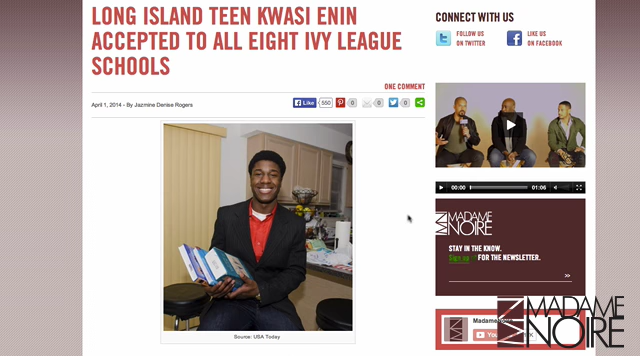 LONG ISLAND TEEN KWASI ENIN
ACCEPTED TO ALL EIGHT IVY LEAGUE
SCHOOLS
ONE COMMENT
April 1, 2014 - By Jazmine Denise Rogers
Like 550
0
0
0
Source: USA Today
CONNECT WITH US
FOLLOW US
ON TWITTER
LIKE US
ON FACEBOOK
00:00
01:06
MADAME
NOIRE
STAY IN THE KNOW.
Sign up FOR THE NEWSLETTER.
>>
MADAME
NOIRE